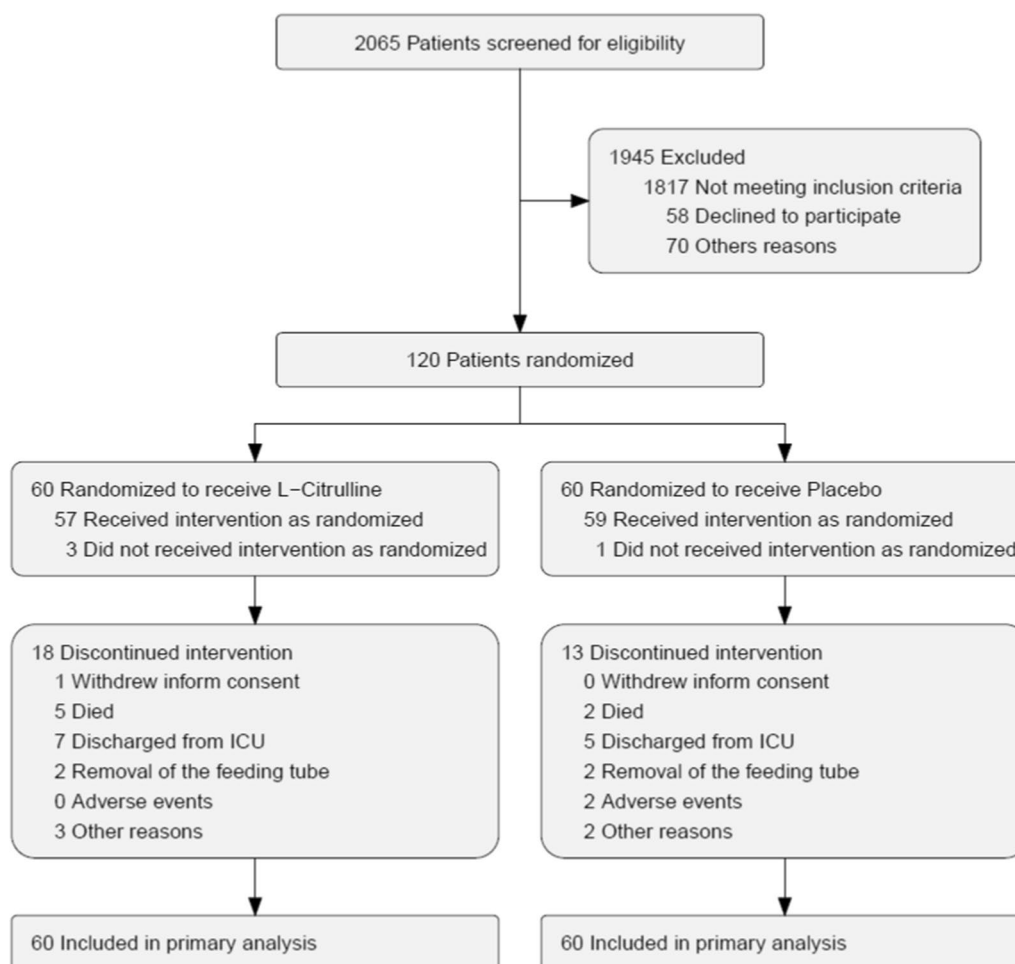 2065 Patients screened for eligibility
1945 Excluded
1817 Not meeting inclusion criteria
58 Declined to participate
70 Others reasons
120 Patients randomized
60 Randomized to receive L−Citrulline
57 Received intervention as randomized
3 Did not received intervention as randomized
60 Randomized to receive Placebo
59 Received intervention as randomized
1 Did not received intervention as randomized
18 Discontinued intervention
1 Withdrew inform consent
5 Died
7 Discharged from ICU
2 Removal of the feeding tube
0 Adverse events
3 Other reasons
13 Discontinued intervention
0 Withdrew inform consent
2 Died
5 Discharged from ICU
2 Removal of the feeding tube
2 Adverse events
2 Other reasons
60 Included in primary analysis
60 Included in primary analysis